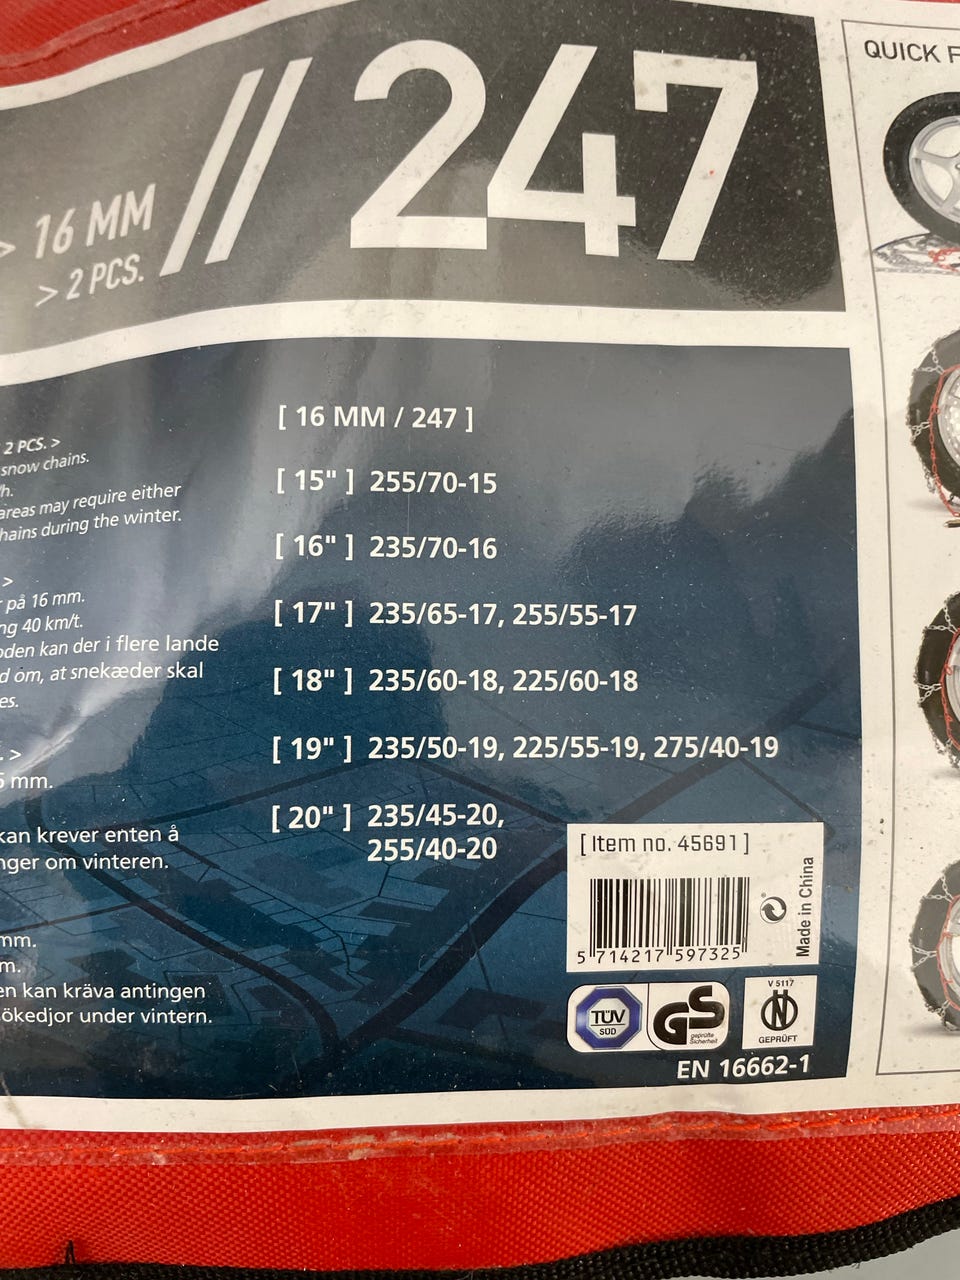 > 16 MM
> 2 PCS.
// 247
QUICK F
2 PCS. >
snow chains.
/h.
areas may require either
hains during the winter.
>
r på 16 mm.
ng 40 km/t.
oden kan der i flere lande
d om, at snekæder skal
es.
. >
mm.
kan krever enten å
nger om vinteren.
mm.
m.
en kan kräva antingen
ökedjor under vintern.
[ 16 MM / 247 ]
[ 15" ] 255/70-15
[ 16" ] 235/70-16
[ 17" ] 235/65-17, 255/55-17
[ 18" ] 235/60-18, 225/60-18
[ 19" ] 235/50-19, 225/55-19, 275/40-19
[ 20" ] 235/45-20,
255/40-20
[ Item no. 45691 ]
5 714217 597325
Made in China
TÜV
SÜD
GS
geprüfte
Sicherheit
V 5117
N
GEPRÜFT
EN 16662-1